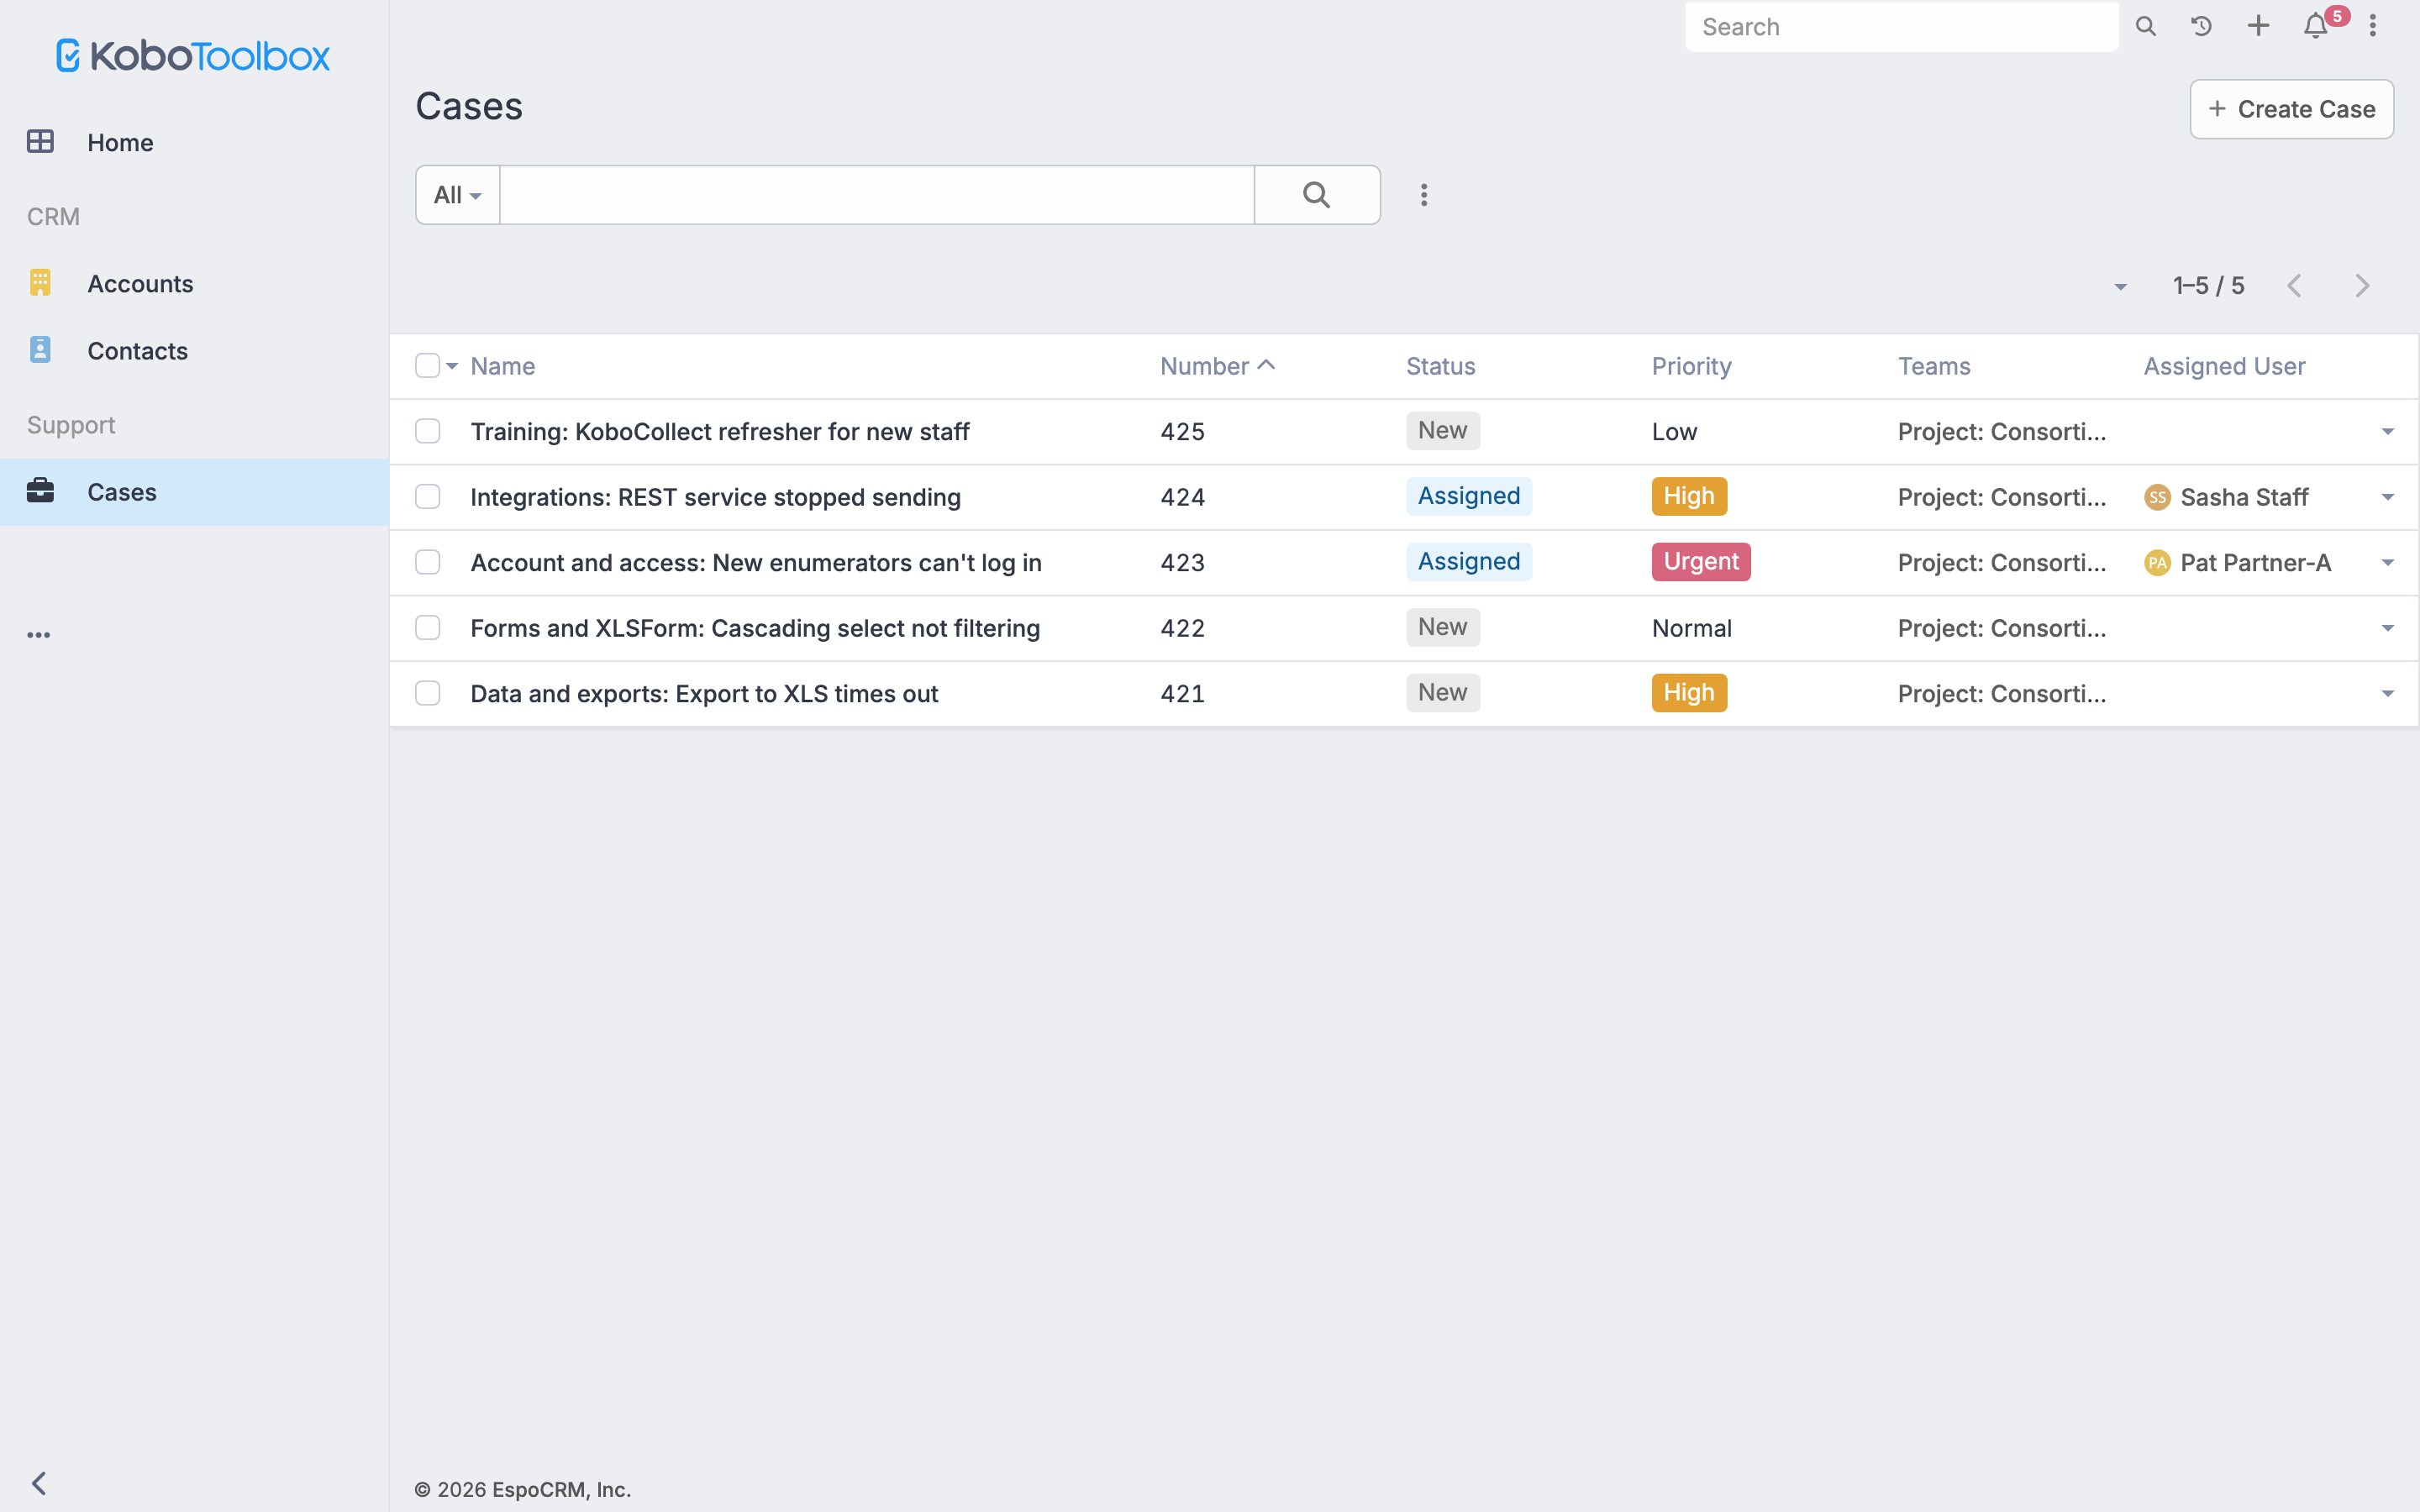 KoboToolbox
Search
5
Home
CRM
Accounts
Contacts
Support
Cases
Cases
+ Create Case
All
1–5 / 5
Name Number Status Priority Teams Assigned User
Training: KoboCollect refresher for new staff 425 New Low Project: Consorti...
Integrations: REST service stopped sending 424 Assigned High Project: Consorti... SS Sasha Staff
Account and access: New enumerators can't log in 423 Assigned Urgent Project: Consorti... PA Pat Partner-A
Forms and XLSForm: Cascading select not filtering 422 New Normal Project: Consorti...
Data and exports: Export to XLS times out 421 New High Project: Consorti...
© 2026 EspoCRM, Inc.